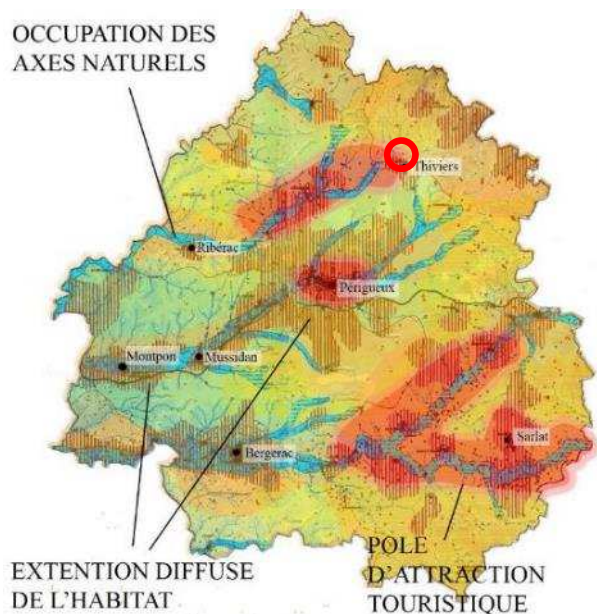 OCCUPATION DES
AXES NATURELS
Thiviers
Ribérac
Périgueux
Montpon
Mussidan
Sarlat
Bergerac
EXTENTION DIFFUSE
DE L'HABITAT
POLE
D'ATTRACTION
TOURISTIQUE